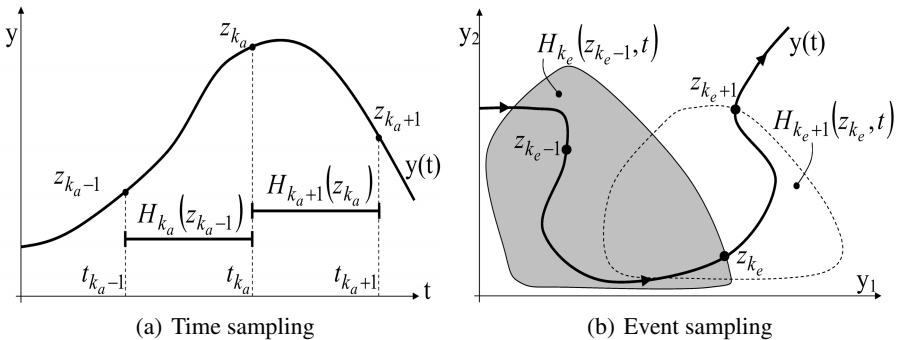 y
z_{k_a}
z_{k_a+1}
z_{k_a-1}
y(t)
H_{k_a+1}(z_{k_a})
H_{k_a}(z_{k_a-1})
t_{k_a-1}
t_{k_a}
t_{k_a+1}
t
(a) Time sampling
y_2
H_{k_e}(z_{k_e-1},t)
y(t)
z_{k_e+1}
H_{k_e+1}(z_{k_e},t)
z_{k_e-1}
z_{k_e}
y_1
(b) Event sampling